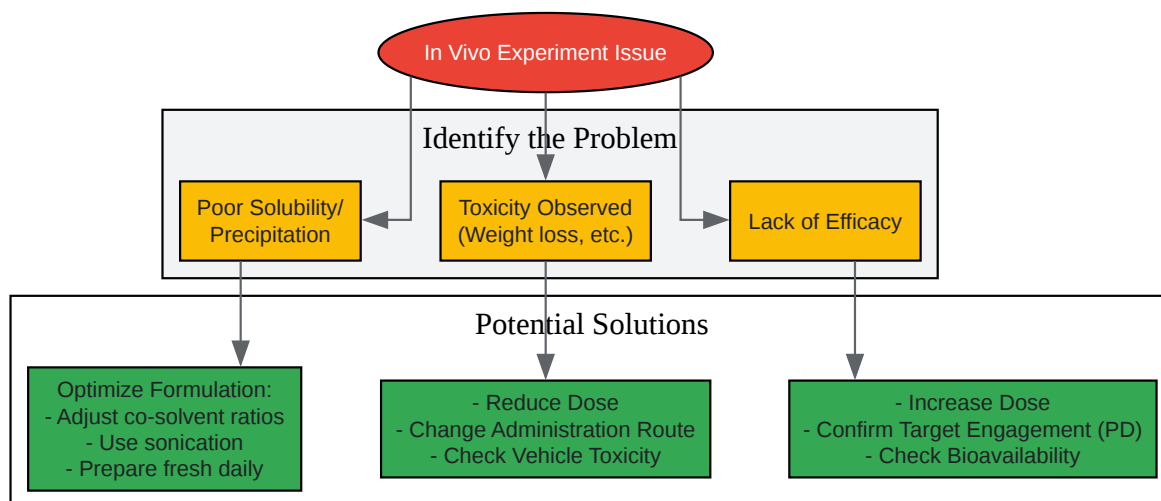 In Vivo Experiment Issue
Identify the Problem
Poor Solubility/
Precipitation
Toxicity Observed
(Weight loss, etc.)
Lack of Efficacy
Potential Solutions
Optimize Formulation:
- Adjust co-solvent ratios
- Use sonication
- Prepare fresh daily
- Reduce Dose
- Change Administration Route
- Check Vehicle Toxicity
- Increase Dose
- Confirm Target Engagement (PD)
- Check Bioavailability